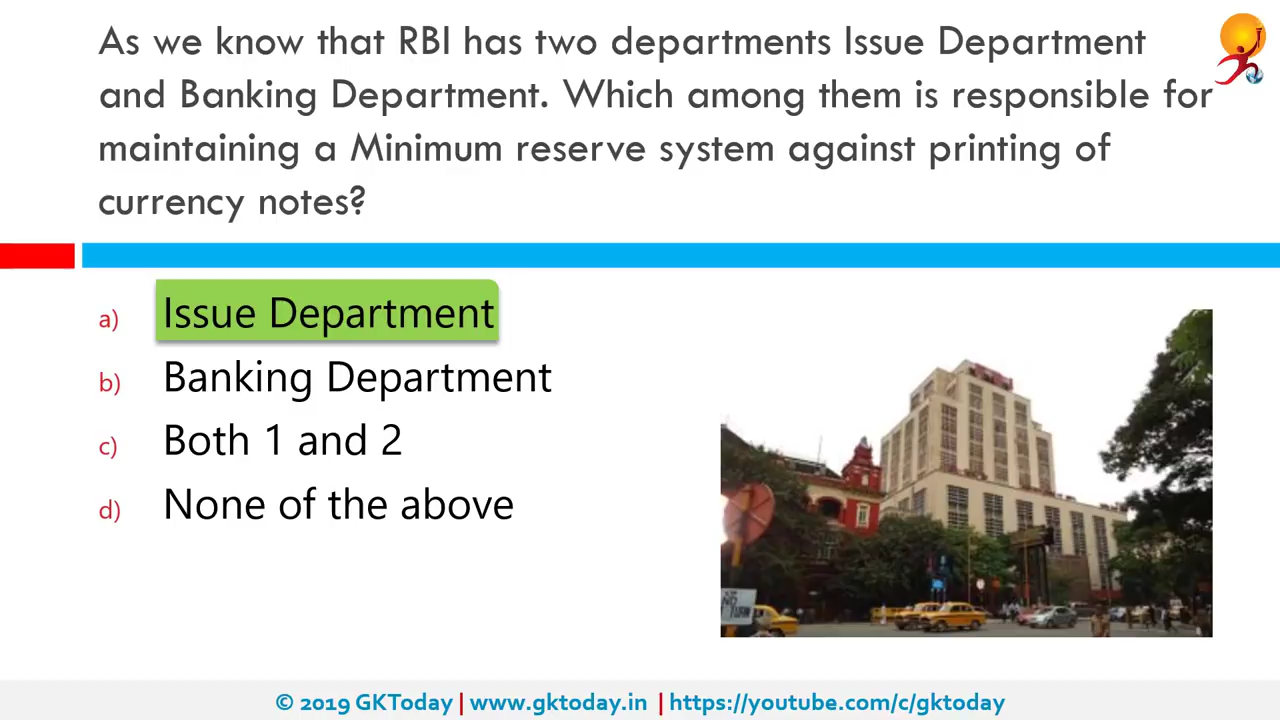 As we know that RBI has two departments Issue Department
and Banking Department. Which among them is responsible for
maintaining a Minimum reserve system against printing of
currency notes?
a) Issue Department
b) Banking Department
c) Both 1 and 2
d) None of the above
© 2019 GKToday | www.gktoday.in | https://youtube.com/c/gktoday